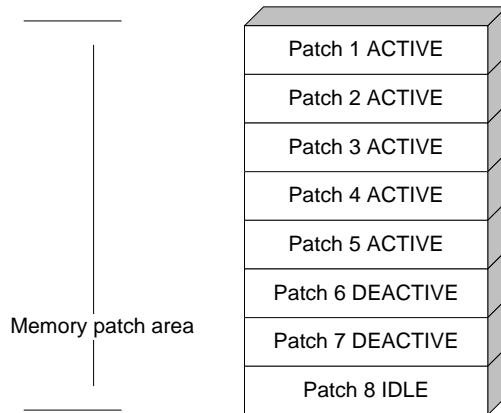 Patch 1 ACTIVE
Patch 2 ACTIVE
Patch 3 ACTIVE
Patch 4 ACTIVE
Patch 5 ACTIVE
Patch 6 DEACTIVE
Memory patch area
Patch 7 DEACTIVE
Patch 8 IDLE